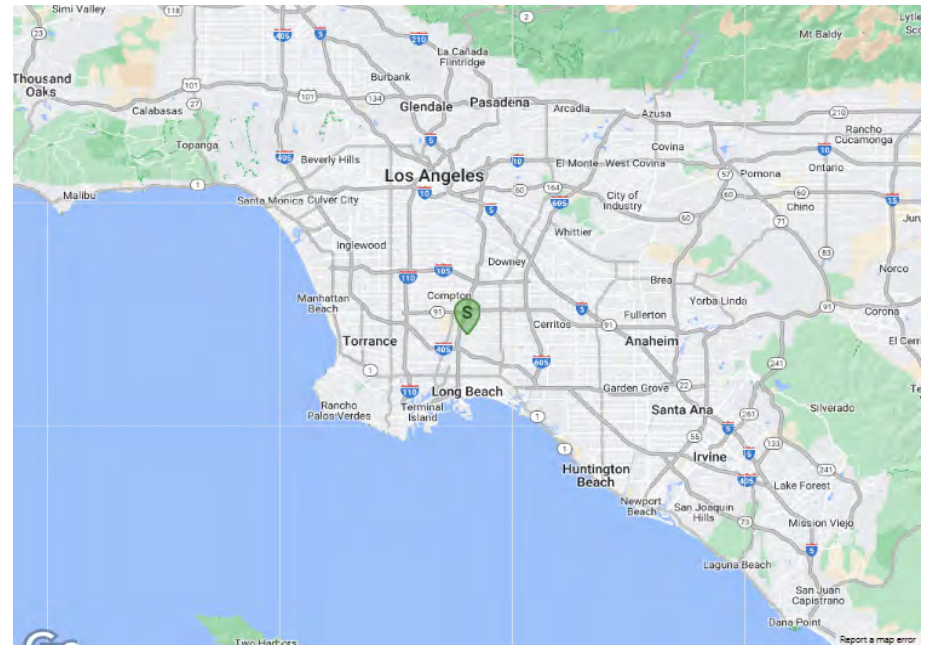 Simi Valley
118
23
405
5
210
2
Mt Baldy
La Cañada
Flintridge
Thousand
Oaks
101
Burbank
Calabasas
27
101
134
Glendale
Pasadena
Arcadia
Azusa
210
Rancho
Cucamonga
Topanga
5
405
Beverly Hills
Covina
10
Los Angeles
10
El Monte
West Covina
57
Pomona
Ontario
Malibu
1
Santa Monica
Culver City
10
60
164
605
City of
Industry
60
60
60
Chino
15
5
Whittier
71
Inglewood
Downey
83
110
105
Brea
Norco
Manhattan
Beach
Compton
91
S
5
Yorba Linda
91
Fullerton
Corona
Cerritos
91
Torrance
405
Anaheim
605
241
1
110
Long Beach
Garden Grove
22
Rancho
Palos Verdes
Terminal
Island
Santa Ana
261
Silverado
1
5
55
133
1
Irvine
5
241
Huntington
Beach
405
Lake Forest
Newport
Beach
San Joaquin
Hills
73
Mission Viejo
5
Laguna Beach
San Juan
Capistrano
Dana Point
Two Harbors
Report a map error